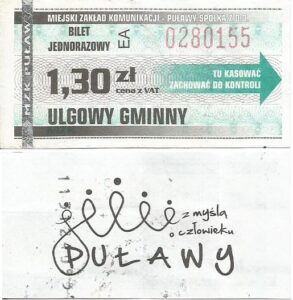 MIEJSKI ZAKŁAD KOMUNIKACJI - PUŁAWY SPÓŁKA Z O.O.
BILET
JEDNORAZOWY
EA
0280155
MZK PUŁAWY
1,30 zł
cena z VAT
TU KASOWAĆ
ZACHOWAĆ DO KONTROLI
ULGOWY GMINNY
z myślą
o człowieku
PUŁAWY